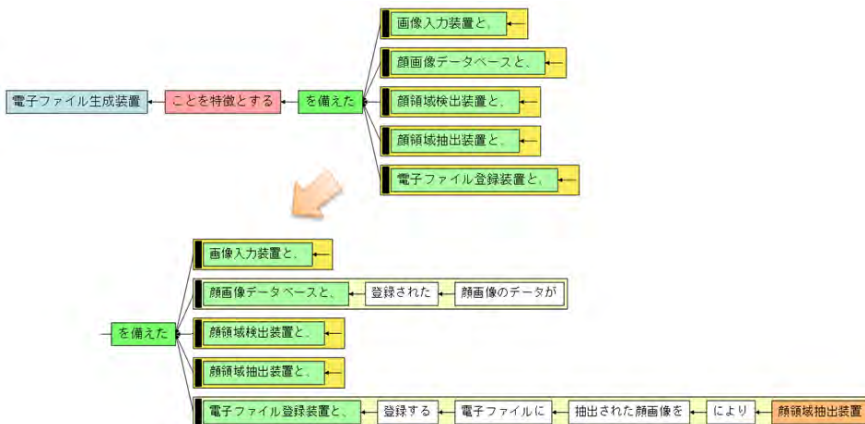 画像入力装置と、
顔画像データベースと、
電子ファイル生成装置 ことを特徴とする を備えた 顔領域検出装置と、
顔領域抽出装置と、
電子ファイル登録装置と、
画像入力装置と、
顔画像データベースと、 登録された 顔画像のデータが
を備えた 顔領域検出装置と、
顔領域抽出装置と、
電子ファイル登録装置と、 登録する 電子ファイルに 抽出された顔画像を により 顔領域抽出装置